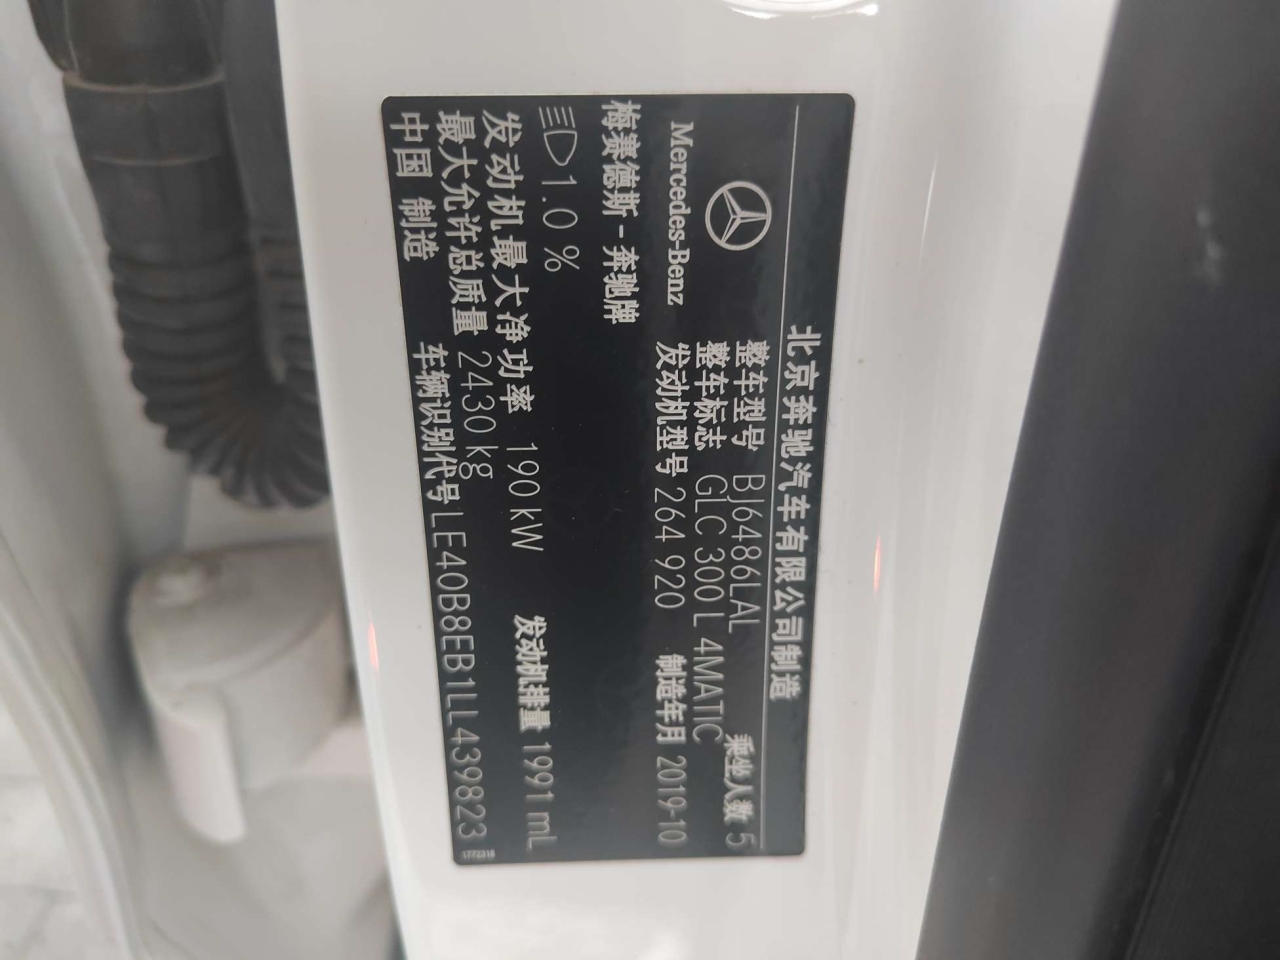 北京奔驰汽车有限公司制造
Mercedes-Benz
整车型号 BJ6486LAL 乘坐人数 5
整车标志 GLC 300 L 4MATIC
发动机型号 264 920 制造年月 2019-10
梅赛德斯-奔驰牌
1.0 %
发动机最大净功率 190 kW 发动机排量 1991 mL
最大允许总质量 2430 kg
中国 制造 车辆识别代号 LE40B8EB1LL439823